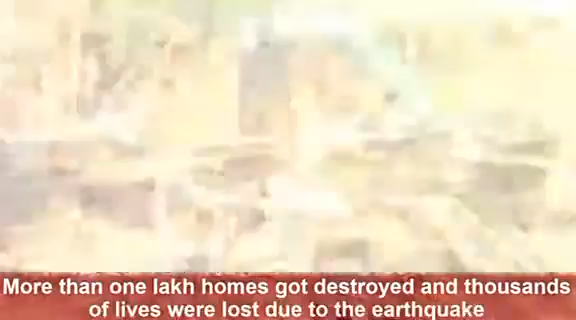 More than one lakh homes got destroyed and thousands
of lives were lost due to the earthquake